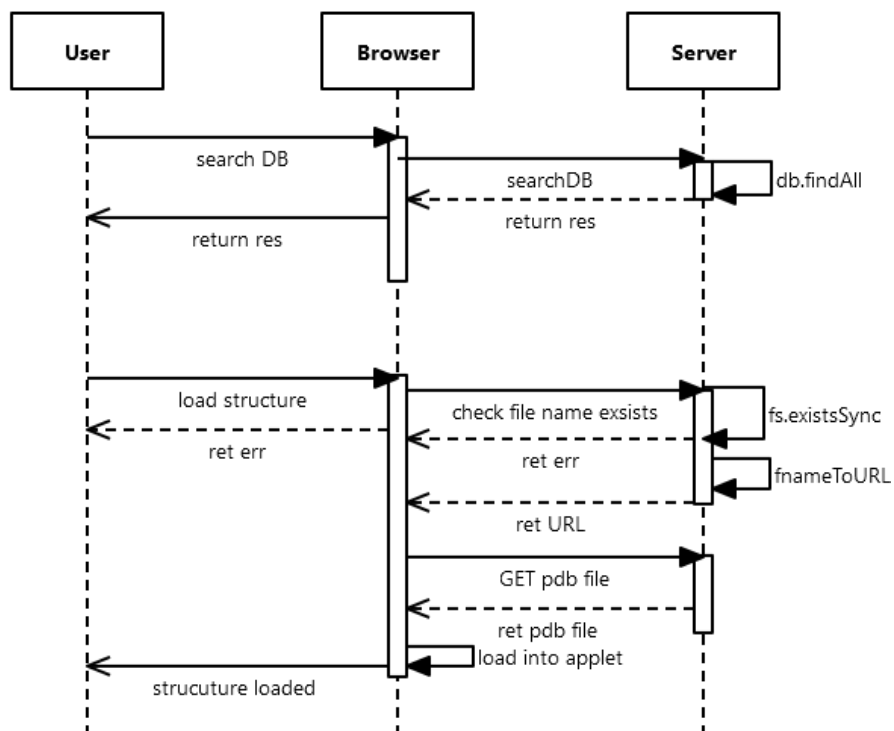 User
Browser
Server
search DB
searchDB
db.findAll
return res
return res
load structure
check file name exsists
fs.existsSync
ret err
ret err
fnameToURL
ret URL
GET pdb file
ret pdb file
load into applet
strucuture loaded